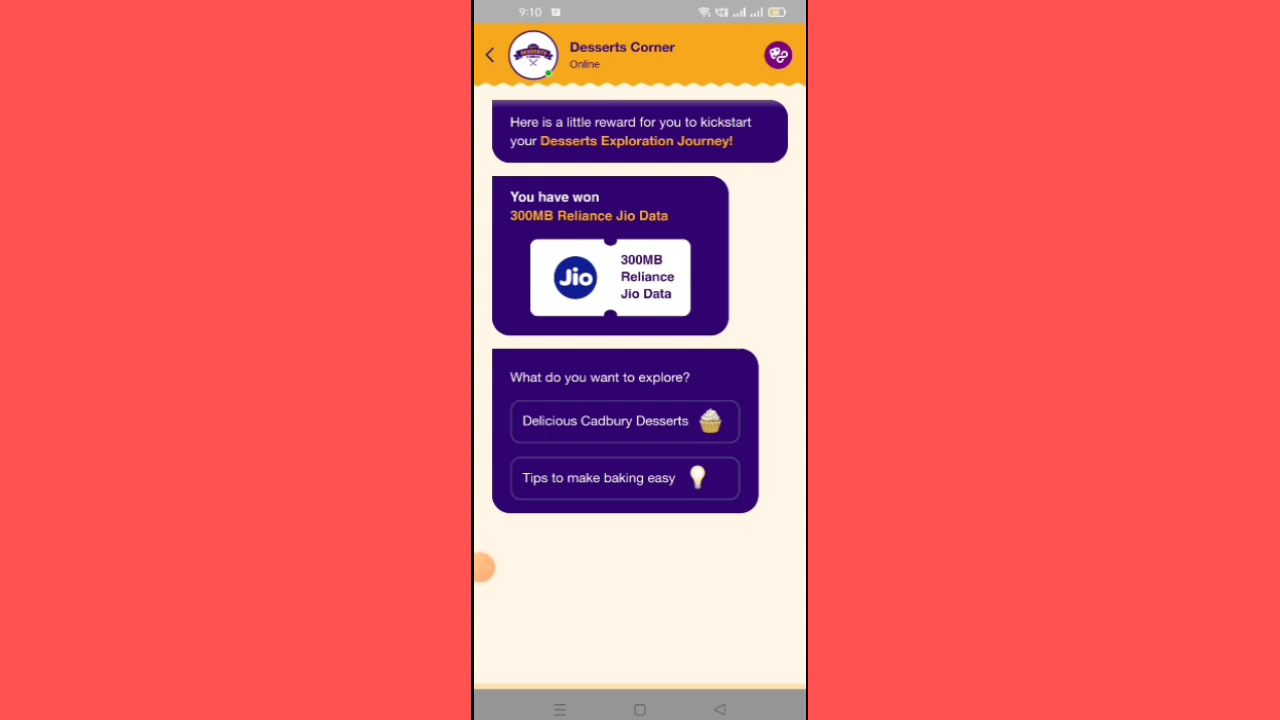 9:10
DESSERTS
Desserts Corner
Online
Here is a little reward for you to kickstart
your Desserts Exploration Journey!
You have won
300MB Reliance Jio Data
Jio
300MB
Reliance
Jio Data
What do you want to explore?
Delicious Cadbury Desserts
Tips to make baking easy